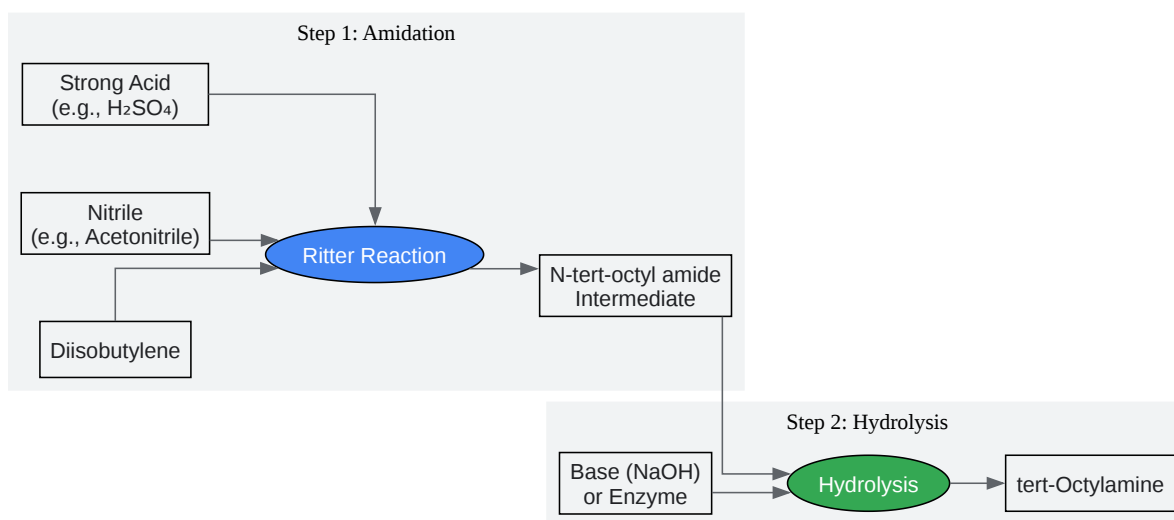 Step 1: Amidation
Strong Acid
(e.g., H₂SO₄)
Nitrile
(e.g., Acetonitrile)
Ritter Reaction
N-tert-octyl amide
Intermediate
Diisobutylene
Step 2: Hydrolysis
Base (NaOH)
or Enzyme
Hydrolysis
tert-Octylamine